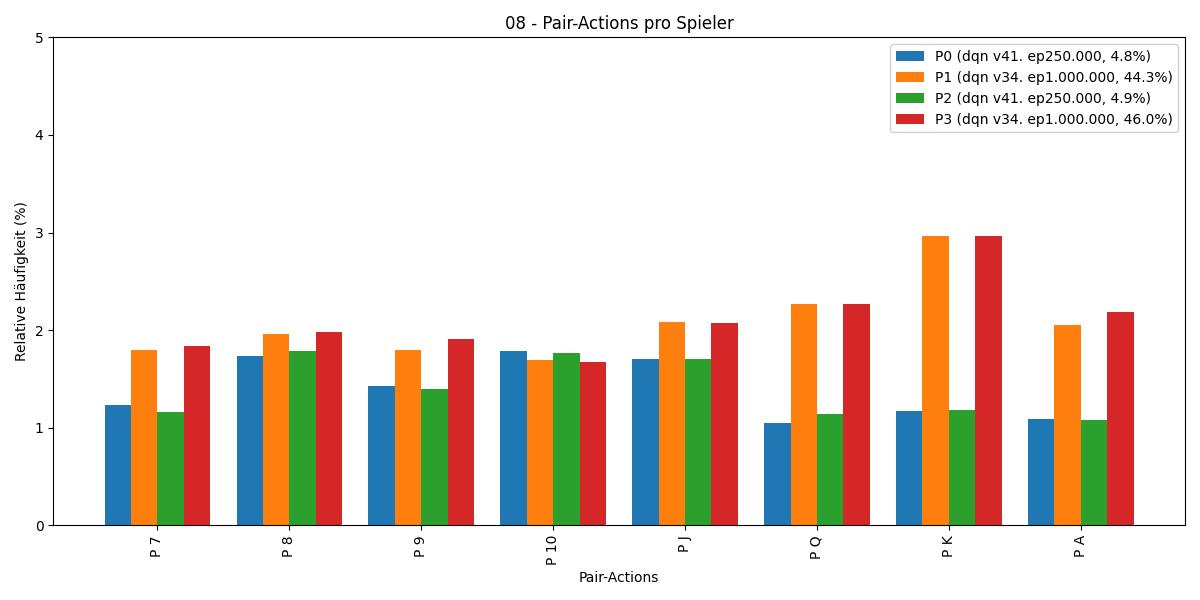 08 - Pair-Actions pro Spieler
P0 (dqn v41. ep250.000, 4.8%)
P1 (dqn v34. ep1.000.000, 44.3%)
P2 (dqn v41. ep250.000, 4.9%)
P3 (dqn v34. ep1.000.000, 46.0%)
Relative Häufigkeit (%)
5
4
3
2
1
0
P 7
P 8
P 9
P 10
P J
P Q
P K
P A
Pair-Actions